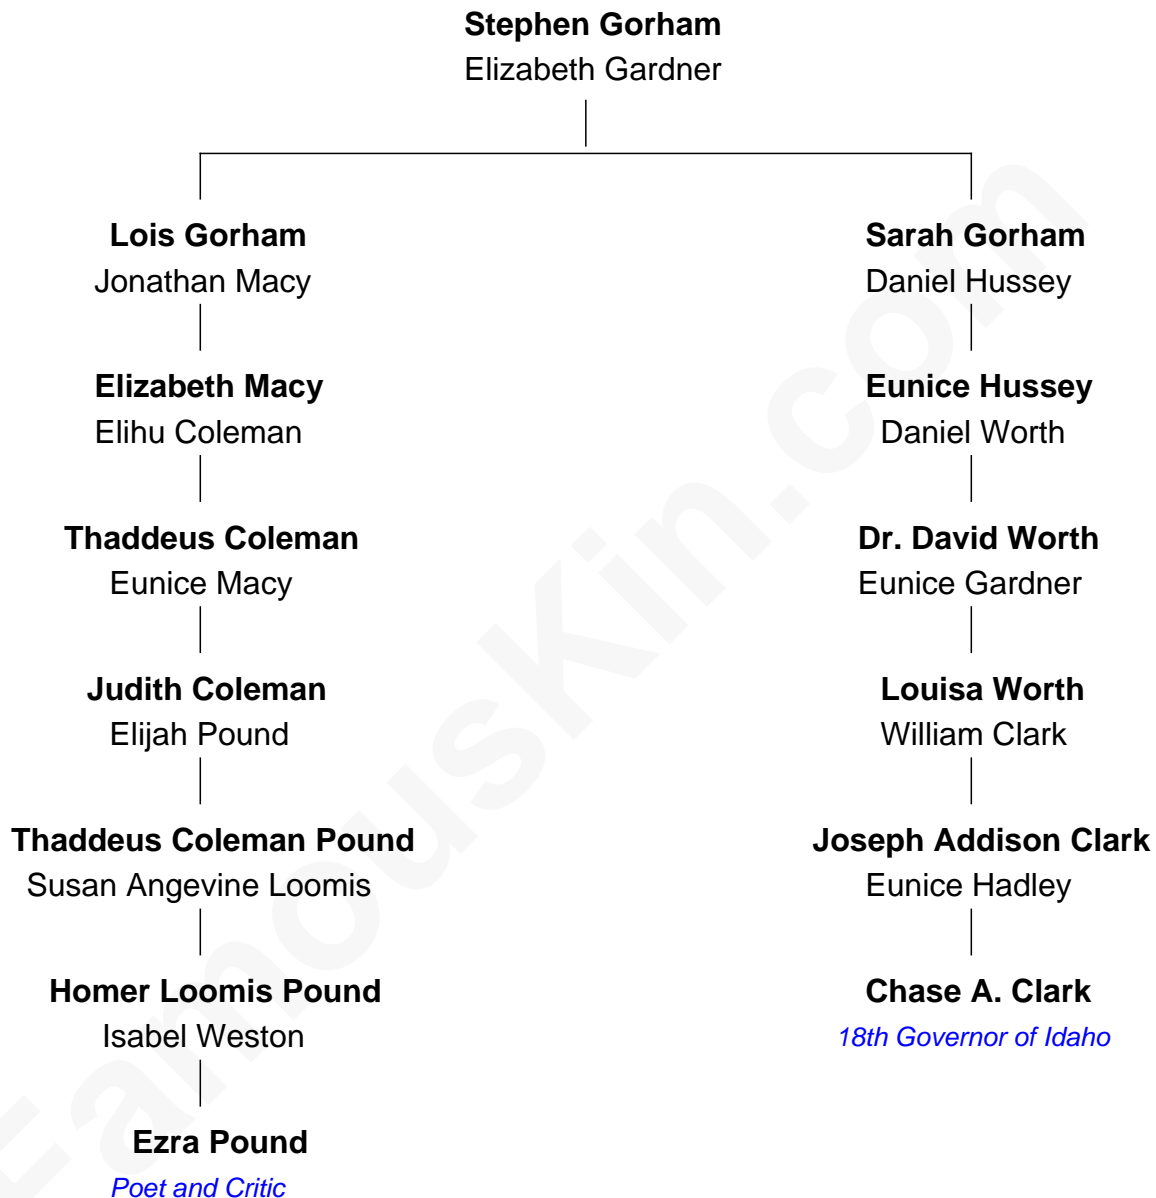 Stephen Gorham
Elizabeth Gardner
Lois Gorham
Jonathan Macy
Sarah Gorham
Daniel Hussey
Elizabeth Macy
Elihu Coleman
Eunice Hussey
Daniel Worth
Thaddeus Coleman
Eunice Macy
Dr. David Worth
Eunice Gardner
Judith Coleman
Elijah Pound
Louisa Worth
William Clark
Thaddeus Coleman Pound
Susan Angevine Loomis
Joseph Addison Clark
Eunice Hadley
Homer Loomis Pound
Isabel Weston
Chase A. Clark
18th Governor of Idaho
Ezra Pound
Poet and Critic
FamousKin.com